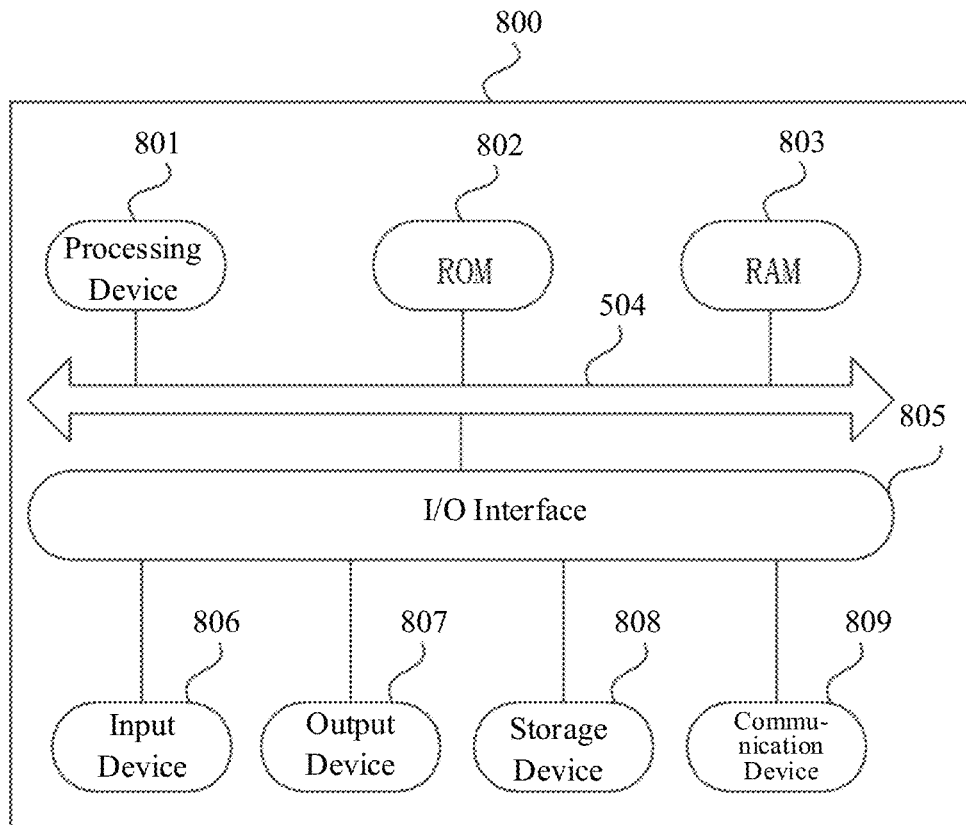 800
801
802
803
Processing
Device
ROM
RAM
504
805
I/O Interface
806
807
808
809
Input
Device
Output
Device
Storage
Device
Commu-
nication
Device